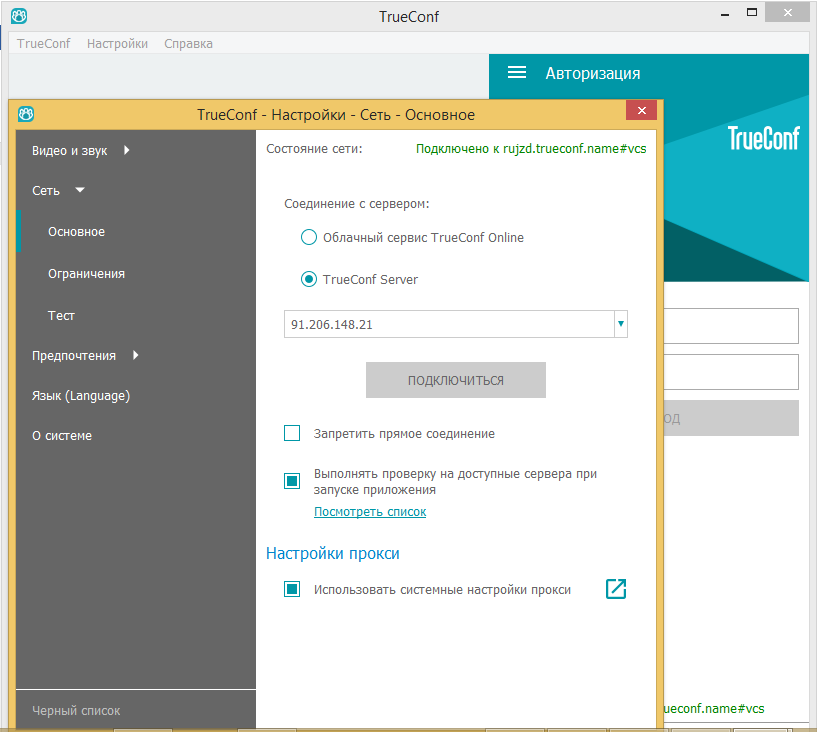 TrueConf
TrueConf Настройки Справка
Авторизация
TrueConf
TrueConf - Настройки - Сеть - Основное
Видео и звук
Сеть
Основное
Ограничения
Тест
Предпочтения
Язык (Language)
О системе
Черный список
Состояние сети: Подключено к rujzd.trueconf.name#vcs
Соединение с сервером:
Облачный сервис TrueConf Online
TrueConf Server
91.206.148.21
ПОДКЛЮЧИТЬСЯ
Запретить прямое соединение
Выполнять проверку на доступные сервера при
запуске приложения
Посмотреть список
Настройки прокси
Использовать системные настройки прокси
ОД
ueconf.name#vcs